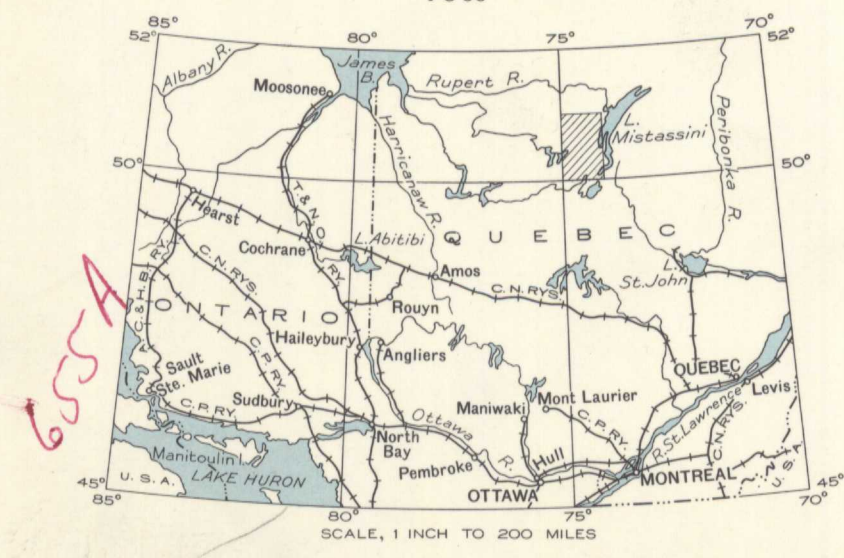 85°
80°
75°
70°
52°
52°
Albany R.
James
B.
Moosonee
Rupert R.
L.
Mistassini
Peribonka R.
Harricanaw R.
50°
50°
Hearst
T. & N. O. RY.
Cochrane
L. Abitibi
QUEBEC
C. N. RYS.
Amos
C. N. RYS.
L.
St. John
A. C. & H. B. RY.
ONTARIO
Rouyn
Haileybury
Angliers
C. P. RY.
655 A
Sault
Ste. Marie
QUEBEC
Levis
Sudbury
C. P. RY.
Maniwaki
Mont Laurier
C. P. RY.
R. St. Lawrence
C. N. RYS.
Ottawa
R.
North
Bay
Manitoulin I.
Pembroke
Hull
MONTREAL
U. S. A.
LAKE HURON
OTTAWA
U. S. A.
45°
45°
85°
80°
75°
70°
SCALE, 1 INCH TO 200 MILES